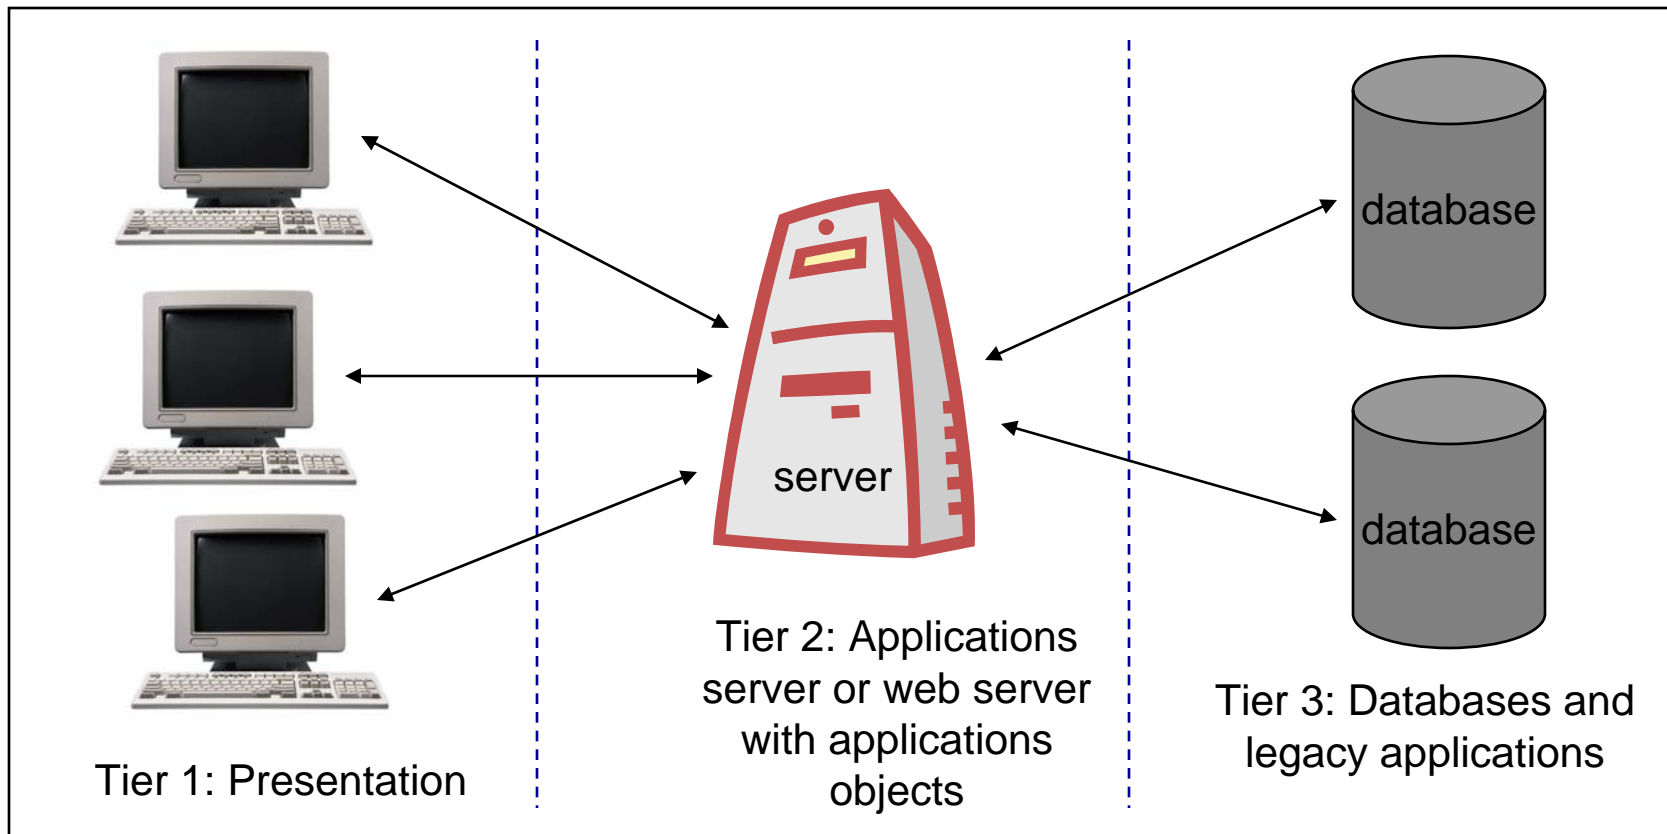 database
server
database
Tier 1: Presentation
Tier 2: Applications
server or web server
with applications
objects
Tier 3: Databases and
legacy applications